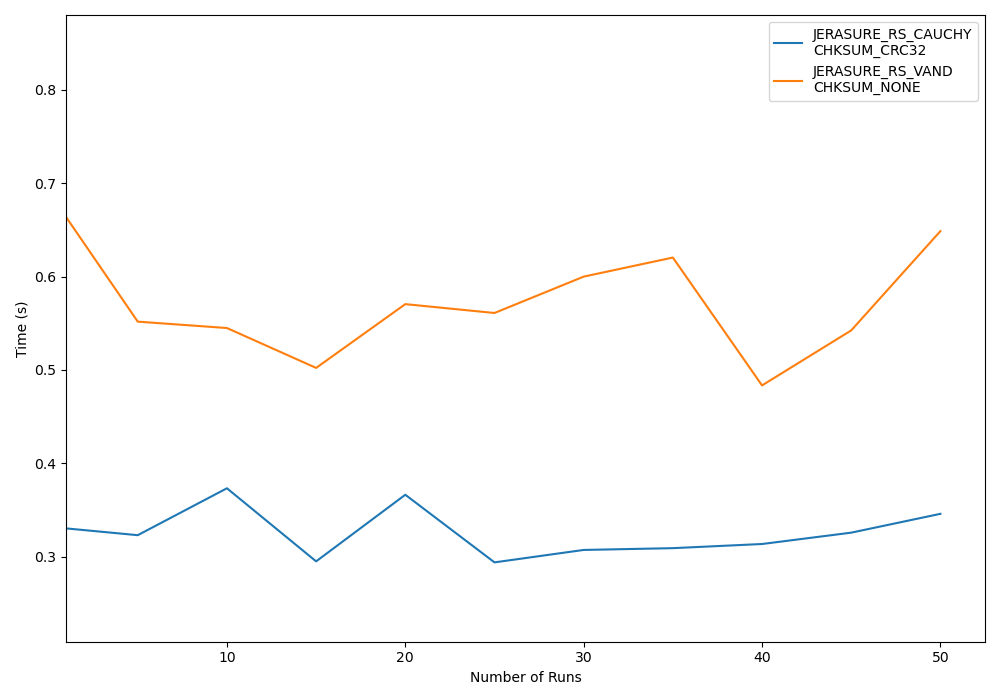 JERASURE_RS_CAUCHY
CHKSUM_CRC32
JERASURE_RS_VAND
CHKSUM_NONE
0.8
0.7
0.6
0.5
0.4
0.3
Time (s)
10 20 30 40 50
Number of Runs